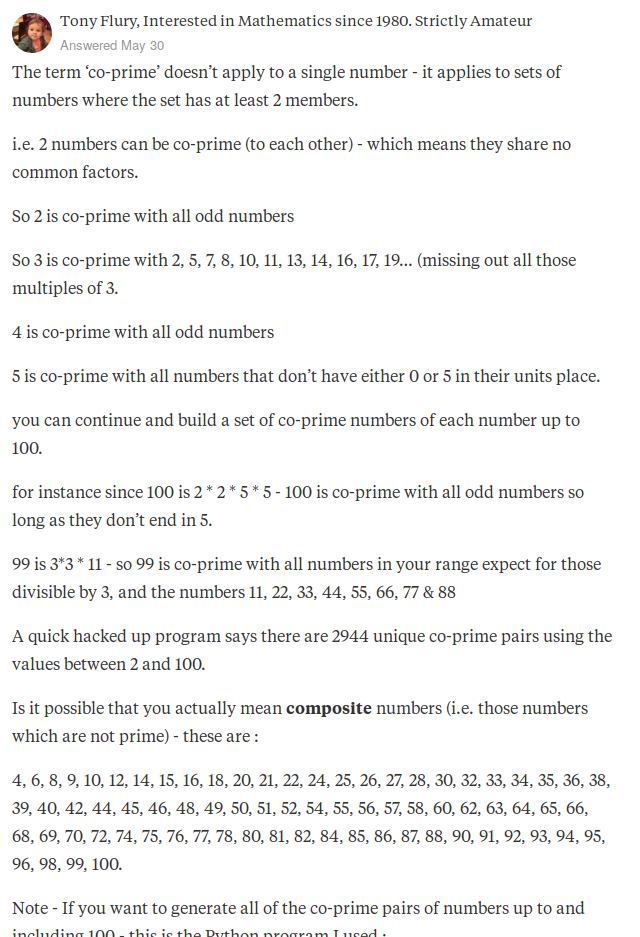 Tony Flury, Interested in Mathematics since 1980. Strictly Amateur
Answered May 30
The term ‘co-prime’ doesn’t apply to a single number - it applies to sets of
numbers where the set has at least 2 members.
i.e. 2 numbers can be co-prime (to each other) - which means they share no
common factors.
So 2 is co-prime with all odd numbers
So 3 is co-prime with 2, 5, 7, 8, 10, 11, 13, 14, 16, 17, 19... (missing out all those
multiples of 3.
4 is co-prime with all odd numbers
5 is co-prime with all numbers that don’t have either 0 or 5 in their units place.
you can continue and build a set of co-prime numbers of each number up to
100.
for instance since 100 is 2 * 2 * 5 * 5 - 100 is co-prime with all odd numbers so
long as they don’t end in 5.
99 is 3*3 * 11 - so 99 is co-prime with all numbers in your range expect for those
divisible by 3, and the numbers 11, 22, 33, 44, 55, 66, 77 & 88
A quick hacked up program says there are 2944 unique co-prime pairs using the
values between 2 and 100.
Is it possible that you actually mean composite numbers (i.e. those numbers
which are not prime) - these are :
4, 6, 8, 9, 10, 12, 14, 15, 16, 18, 20, 21, 22, 24, 25, 26, 27, 28, 30, 32, 33, 34, 35, 36, 38,
39, 40, 42, 44, 45, 46, 48, 49, 50, 51, 52, 54, 55, 56, 57, 58, 60, 62, 63, 64, 65, 66,
68, 69, 70, 72, 74, 75, 76, 77, 78, 80, 81, 82, 84, 85, 86, 87, 88, 90, 91, 92, 93, 94, 95,
96, 98, 99, 100.
Note - If you want to generate all of the co-prime pairs of numbers up to and
including 100 - this is the Python program I used :